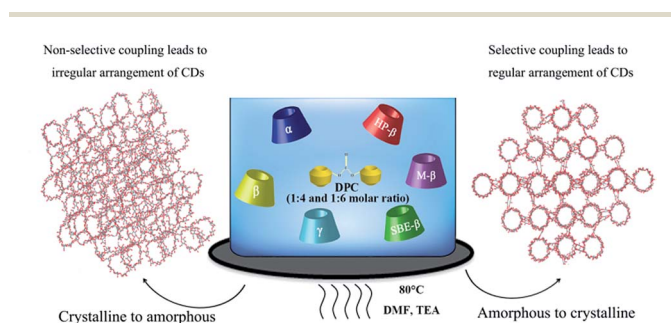 Non-selective coupling leads to
irregular arrangement of CDs
Selective coupling leads to
regular arrangement of CDs
α
HP-β
β
DPC
(1:4 and 1:6 molar ratio)
M-β
γ
SBE-β
80°C
DMF, TEA
Crystalline to amorphous
Amorphous to crystalline